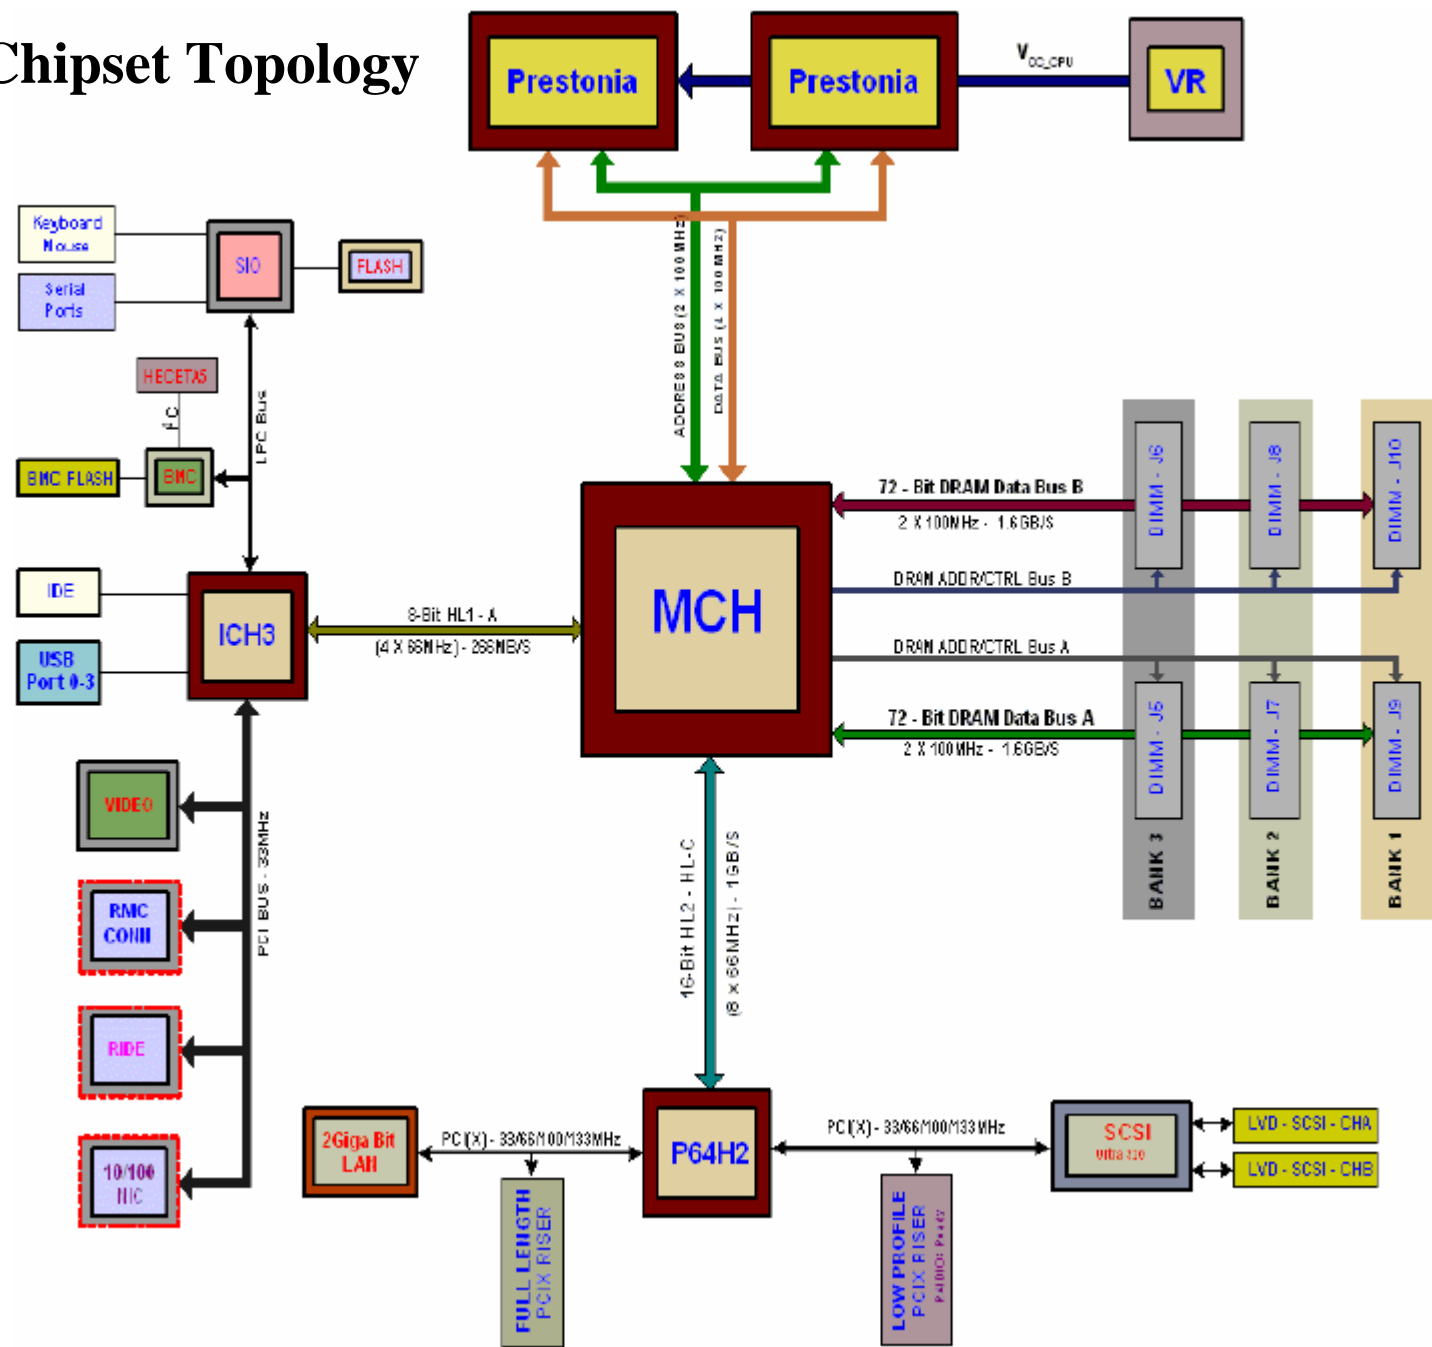 Chipset Topology
Prestonia
Prestonia
VCC_CPU
VR
Keyboard
Mouse
Serial
Ports
SIO
FLASH
HECETA5
I²C
LPC Bus
BMC FLASH
BMC
IDE
USB
Port 0-3
ICH3
8-Bit HL1 - A
(4 X 66MHz) - 266MB/S
ADDRESS BUS (2 X 100 MHz)
DATA BUS (4 X 100 MHZ)
MCH
72 - Bit DRAM Data Bus B
2 X 100MHz - 1.6GB/S
DRAM ADDR/CTRL Bus B
DRAM ADDR/CTRL Bus A
72 - Bit DRAM Data Bus A
2 X 100MHz - 1.6GB/S
DIMM - J6
DIMM - J8
DIMM - J10
DIMM - J5
DIMM - J7
DIMM - J9
BANK 3
BANK 2
BANK 1
VIDEO
RMC
CONN
RIDE
10/100
NIC
PCI BUS - 33MHz
16-Bit HL2 - HL-C
(8 x 66MHz) - 1GB/S
2Giga Bit
LAN
PCI(X) - 33/66/100/133MHz
P64H2
PCI(X) - 33/66/100/133MHz
SCSI
Ultra 320
LVD - SCSI - CHA
LVD - SCSI - CHB
FULL LENGTH
PCIX RISER
LOW PROFILE
PCIX RISER